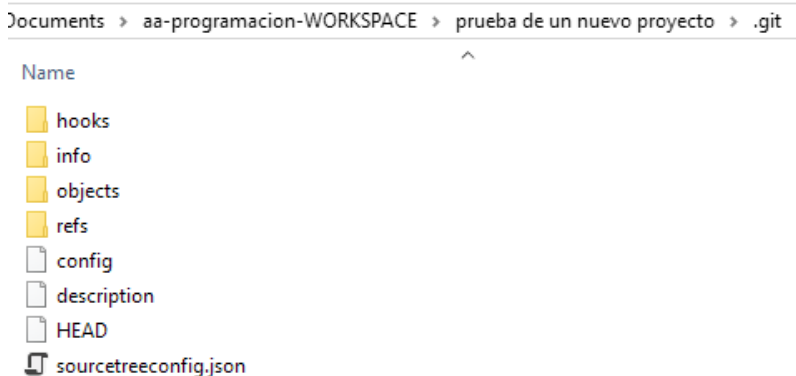 Documents > aa-programacion-WORKSPACE > prueba de un nuevo proyecto > .git
Name
hooks
info
objects
refs
config
description
HEAD
sourcetreeconfig.json